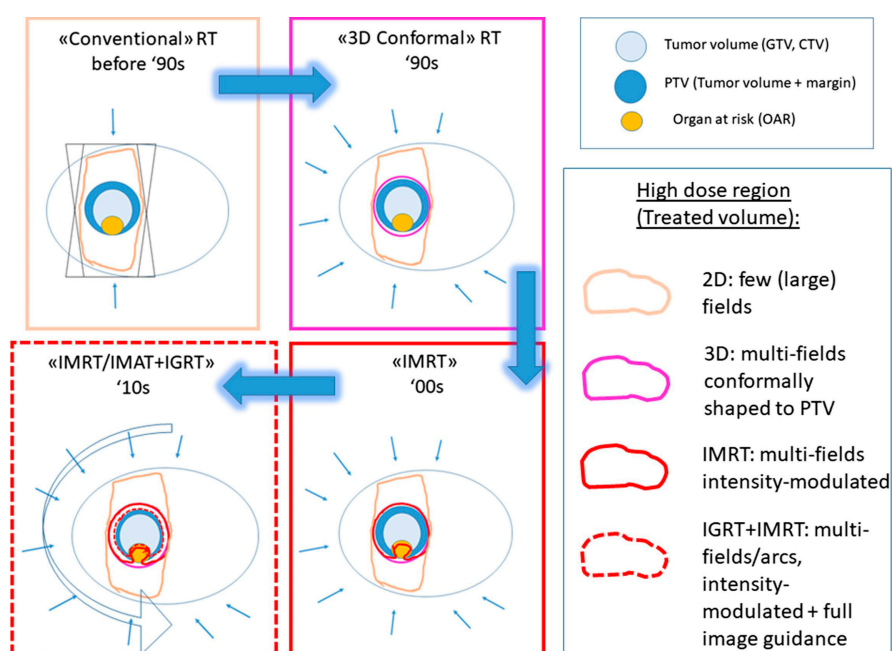 «Conventional» RT
before ‘90s
«3D Conformal» RT
‘90s
«IMRT/IMAT+IGRT»
‘10s
«IMRT»
‘00s
Tumor volume (GTV, CTV)
PTV (Tumor volume + margin)
Organ at risk (OAR)
High dose region
(Treated volume):
2D: few (large)
fields
3D: multi-fields
conformally
shaped to PTV
IMRT: multi-fields
intensity-modulated
IGRT+IMRT: multi-
fields/arcs,
intensity-
modulated + full
image guidance